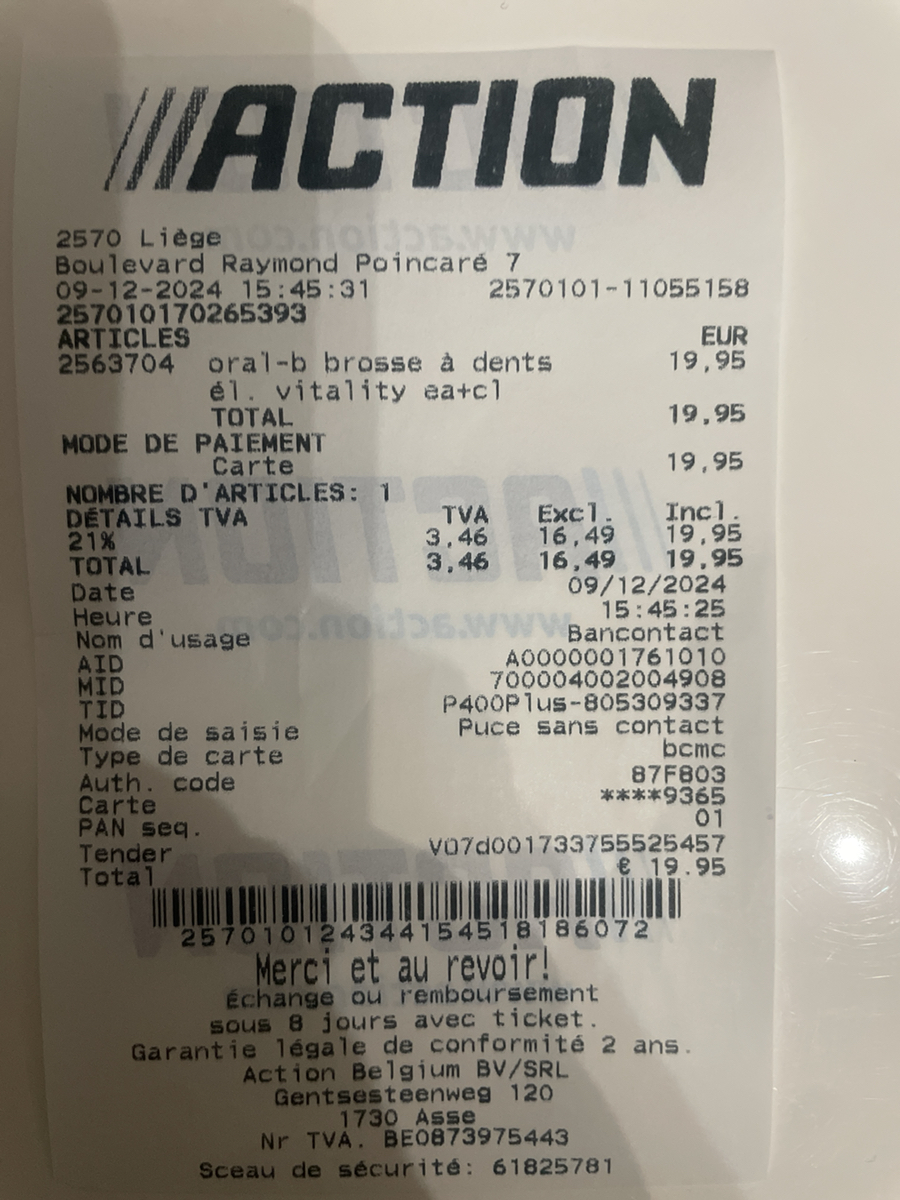 ACTION
2570 Liège
Boulevard Raymond Poincaré 7
09-12-2024 15:45:31 2570101-11055158
257010170265393
ARTICLES EUR
2563704 oral-b brosse à dents 19,95
él. vitality ea+cl
TOTAL 19,95
MODE DE PAIEMENT
Carte 19,95
NOMBRE D'ARTICLES: 1
DÉTAILS TVA TVA Excl. Incl.
21% 3,46 16,49 19,95
TOTAL 3,46 16,49 19,95
Date 09/12/2024
Heure 15:45:25
Nom d'usage Bancontact
AID A0000001761010
MID 700004002004908
TID P400Plus-805309337
Mode de saisie Puce sans contact
Type de carte bcmc
Auth. code 87F803
Carte ****9365
PAN seq. 01
Tender V07d001733755525457
Total € 19.95
257010124344154518186072
Merci et au revoir!
Échange ou remboursement
sous 8 jours avec ticket.
Garantie légale de conformité 2 ans.
Action Belgium BV/SRL
Gentsesteenweg 120
1730 Asse
Nr TVA. BE0873975443
Sceau de sécurité: 61825781